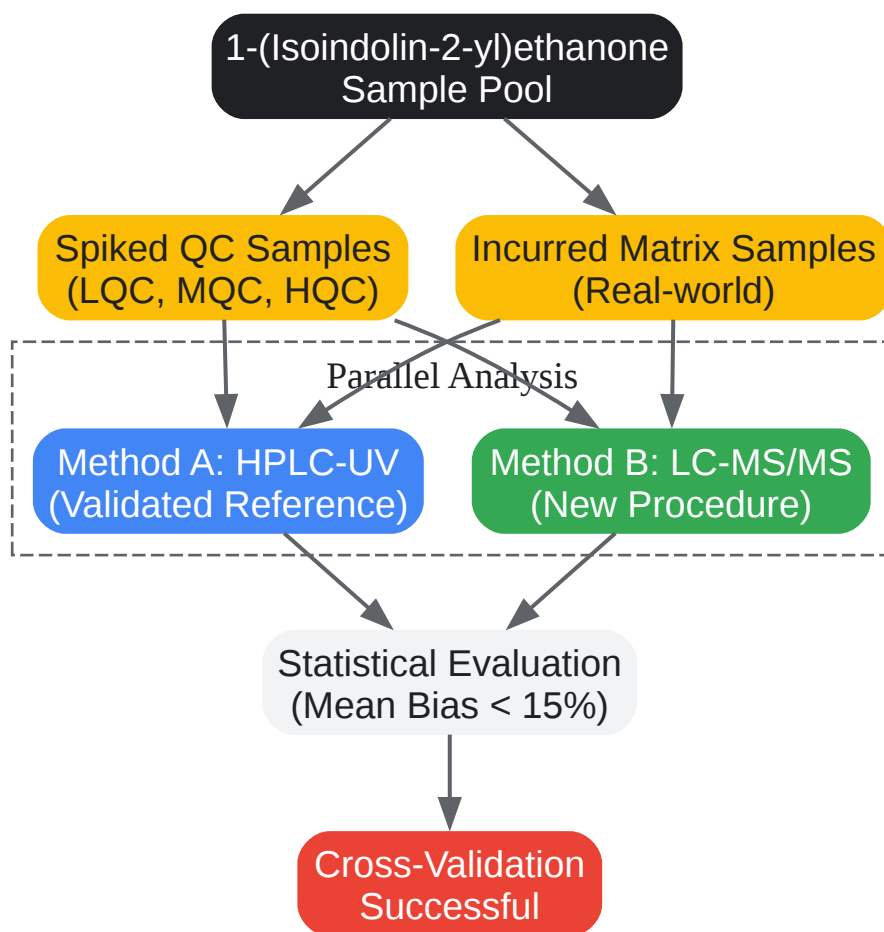 1-(Isoindolin-2-yl)ethanone
Sample Pool
Spiked QC Samples
(LQC, MQC, HQC)
Incurred Matrix Samples
(Real-world)
Parallel Analysis
Method A: HPLC-UV
(Validated Reference)
Method B: LC-MS/MS
(New Procedure)
Statistical Evaluation
(Mean Bias < 15%)
Cross-Validation
Successful